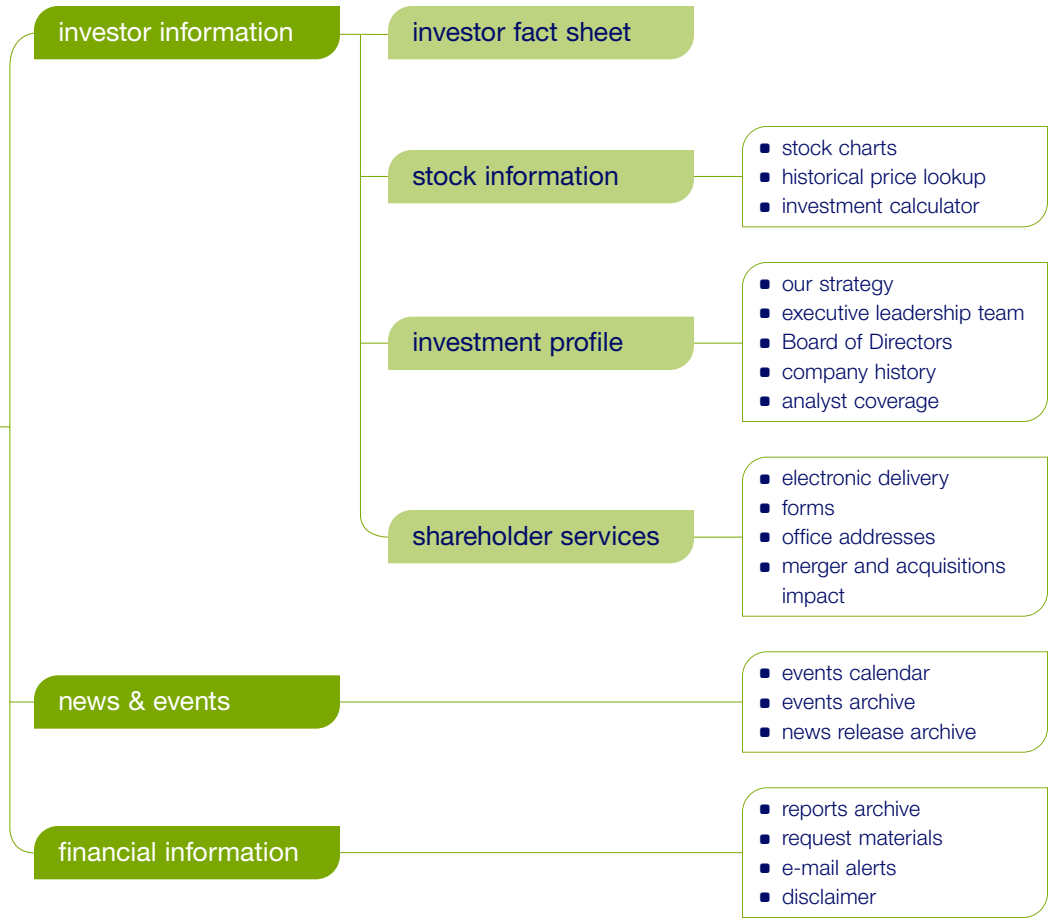 investor information
investor fact sheet
stock information
stock charts
historical price lookup
investment calculator
investment profile
our strategy
executive leadership team
Board of Directors
company history
analyst coverage
shareholder services
electronic delivery
forms
office addresses
merger and acquisitions
impact
news & events
events calendar
events archive
news release archive
financial information
reports archive
request materials
e-mail alerts
disclaimer